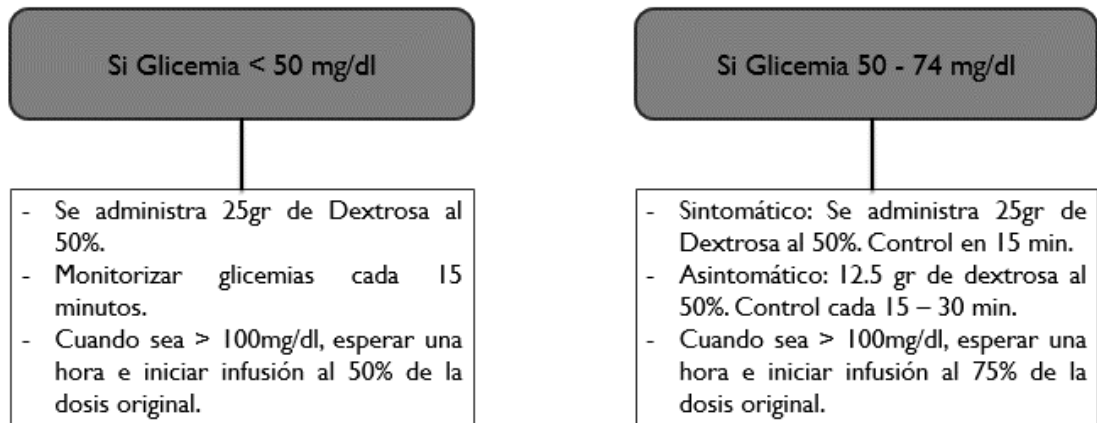 Si Glicemia < 50 mg/dl
- Se administra 25gr de Dextrosa al
50%.
- Monitorizar glicemias cada 15
minutos.
- Cuando sea > 100mg/dl, esperar una
hora e iniciar infusión al 50% de la
dosis original.
Si Glicemia 50 - 74 mg/dl
- Sintomático: Se administra 25gr de
Dextrosa al 50%. Control en 15 min.
- Asintomático: 12.5 gr de dextrosa al
50%. Control cada 15 – 30 min.
- Cuando sea > 100mg/dl, esperar una
hora e iniciar infusión al 75% de la
dosis original.